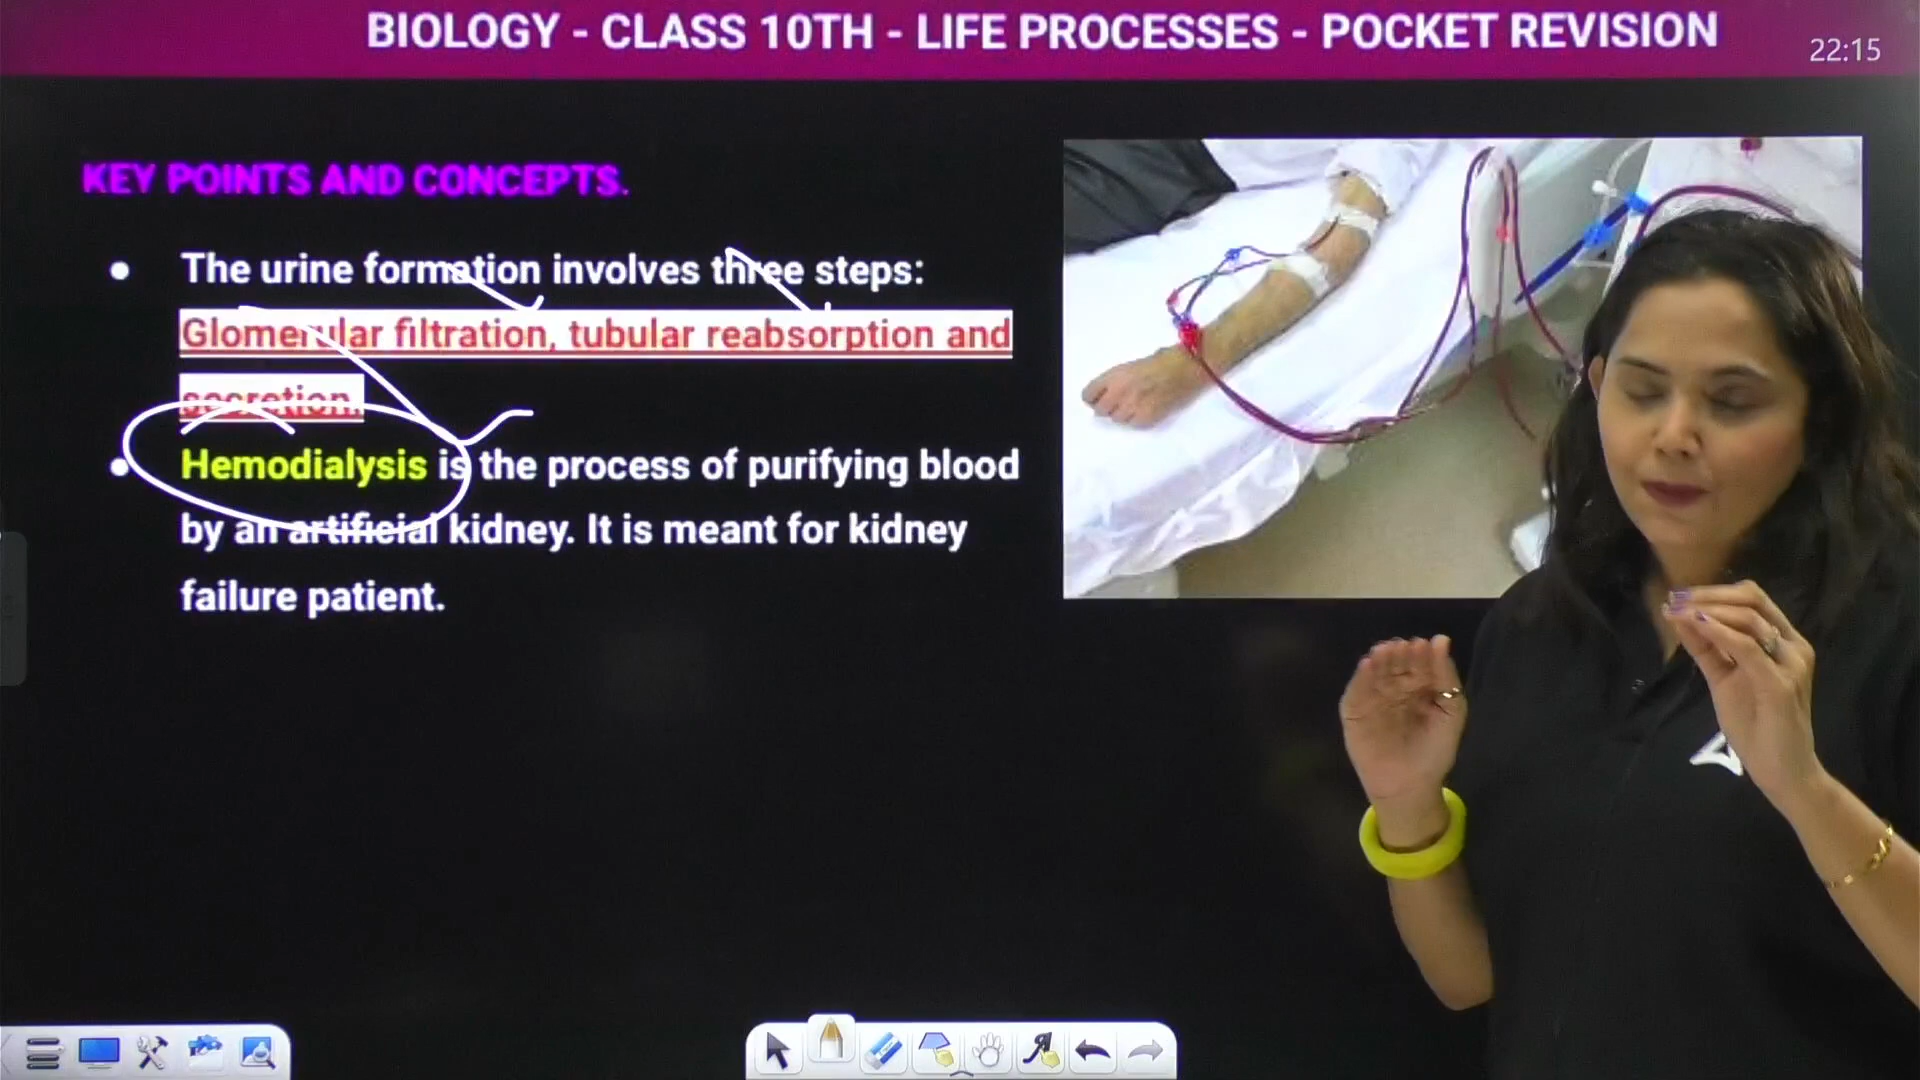 BIOLOGY - CLASS 10TH - LIFE PROCESSES - POCKET REVISION
22:15
KEY POINTS AND CONCEPTS.
● The urine formation involves three steps:
Glomerular filtration, tubular reabsorption and
secretion.
● Hemodialysis is the process of purifying blood
by an artificial kidney. It is meant for kidney
failure patient.